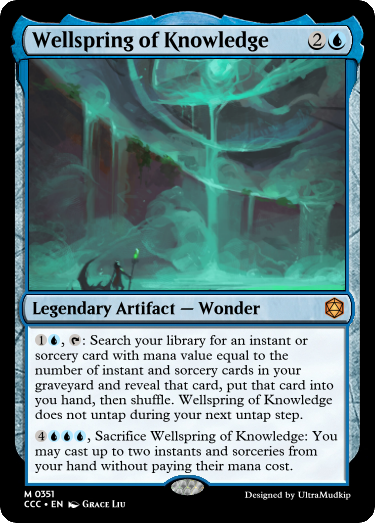 Wellspring of Knowledge 2
Legendary Artifact — Wonder
1, : Search your library for an instant or
sorcery card with mana value equal to the
number of instant and sorcery cards in your
graveyard and reveal that card, put that card into
you hand, then shuffle. Wellspring of Knowledge
does not untap during your next untap step.
4, Sacrifice Wellspring of Knowledge: You
may cast up to two instants and sorceries from
your hand without paying their mana cost.
M 0351
CCC • EN Grace Liu
Designed by UltraMudkip